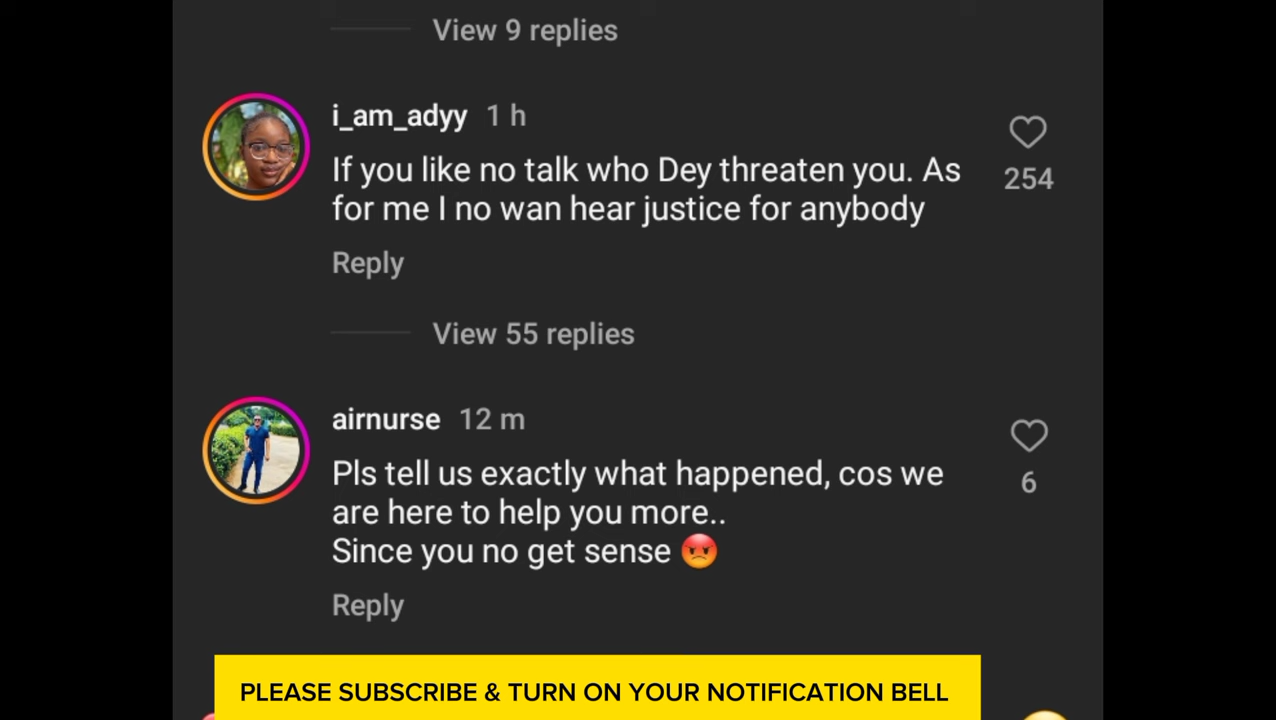 View 9 replies
i_am_adyy 1 h
If you like no talk who Dey threaten you. As
for me I no wan hear justice for anybody
254
Reply
View 55 replies
airnurse 12 m
Pls tell us exactly what happened, cos we
are here to help you more..
Since you no get sense 😡
6
Reply
PLEASE SUBSCRIBE & TURN ON YOUR NOTIFICATION BELL